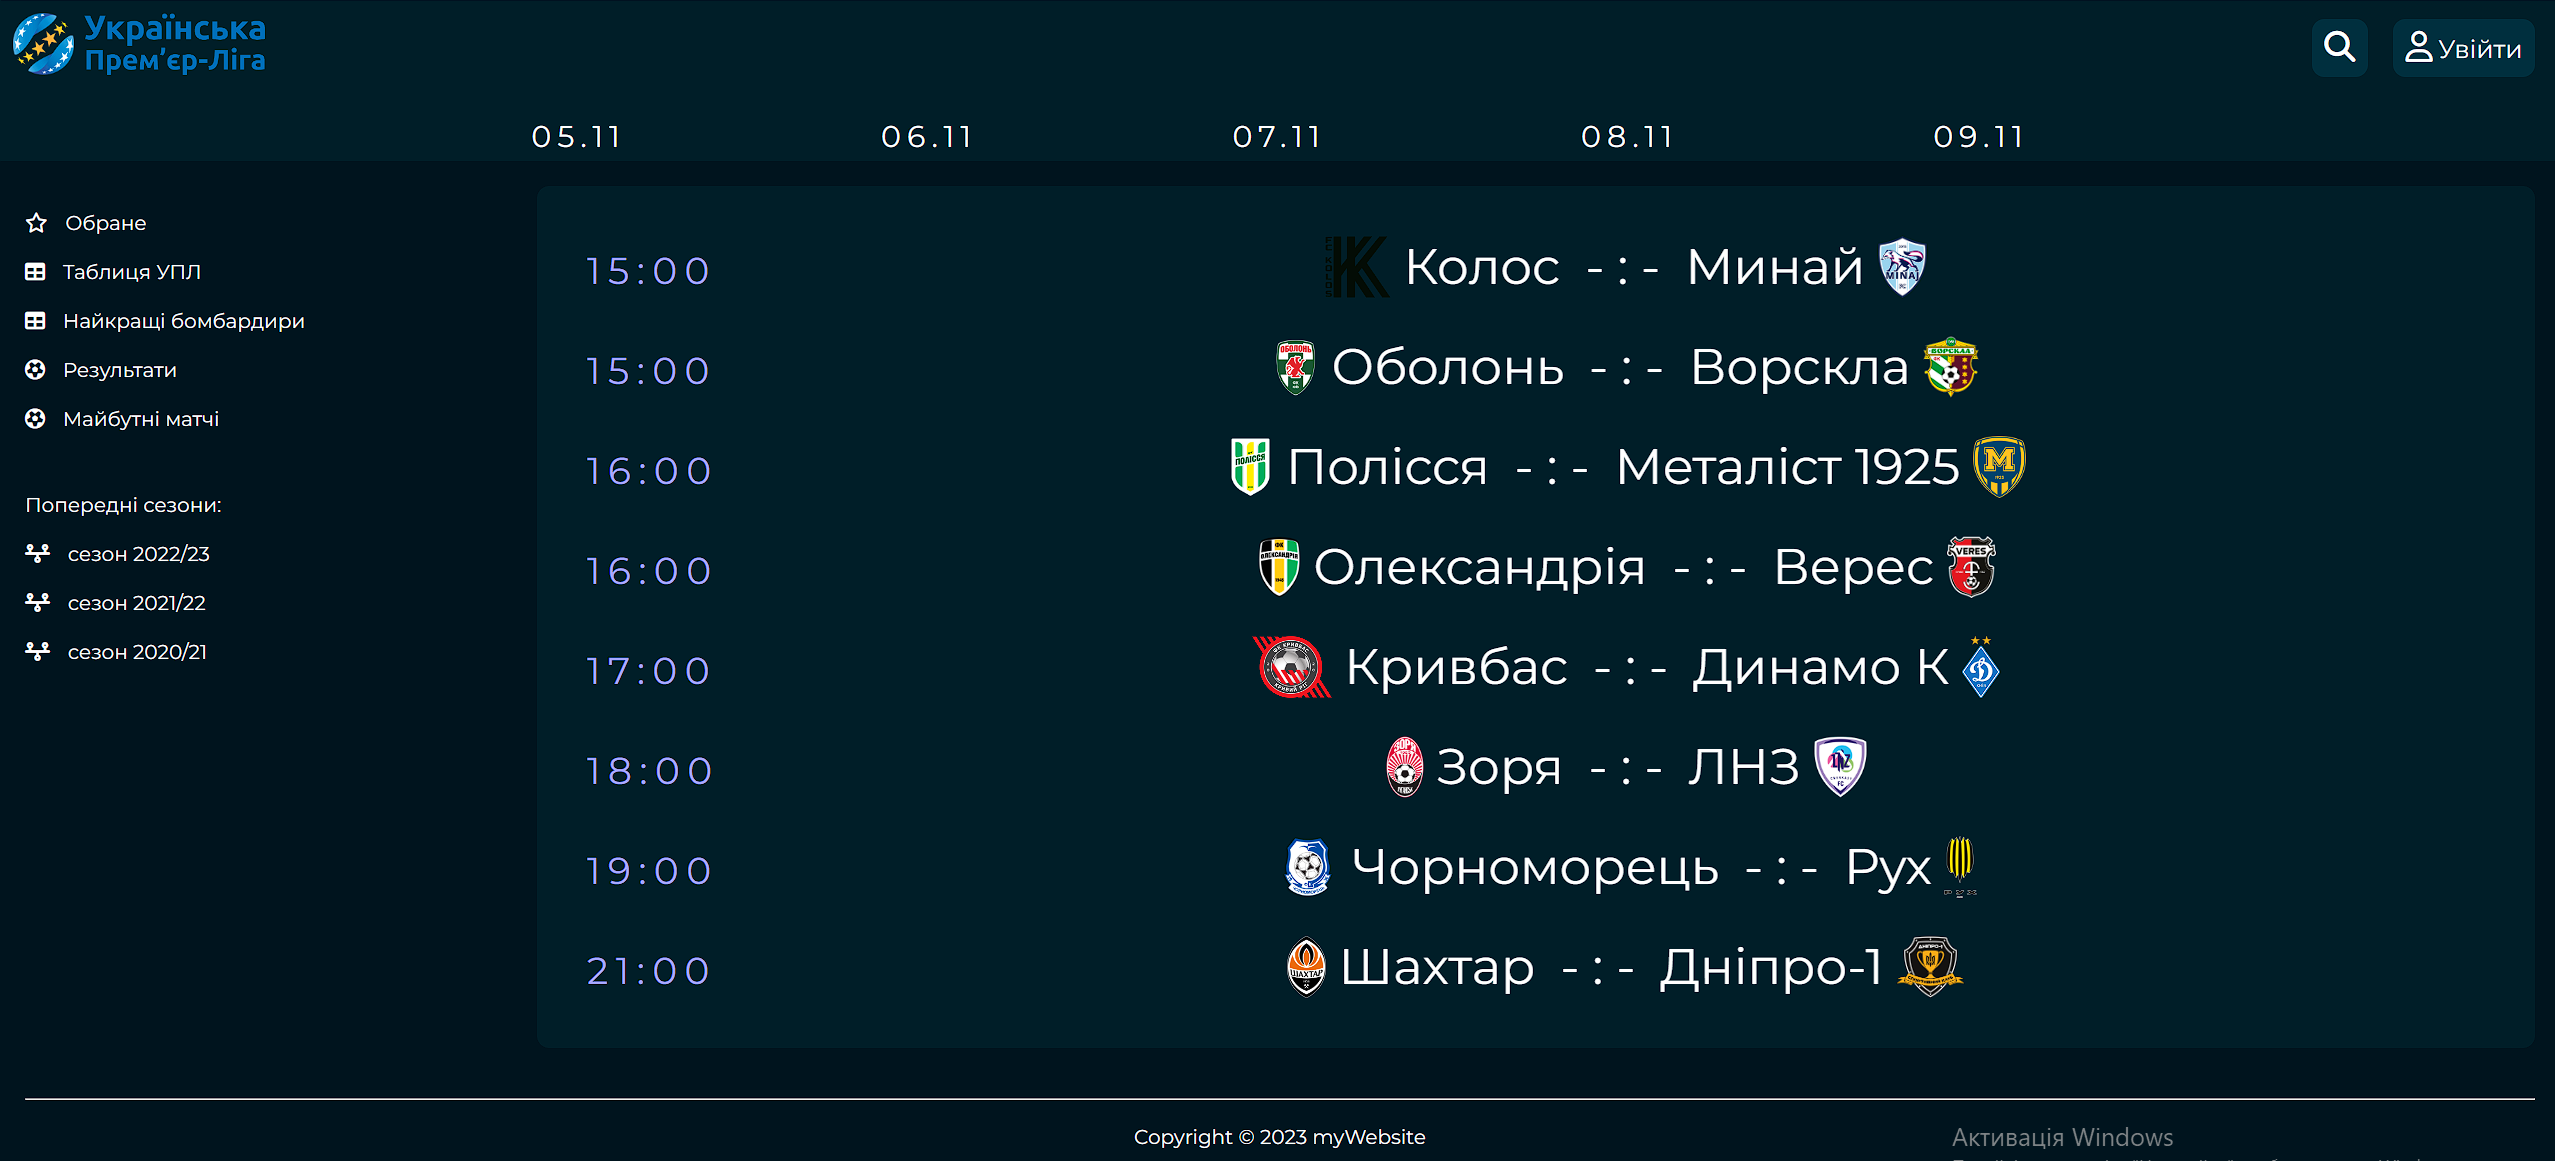 Українська
Прем’єр-Ліга
Увійти
05.11 06.11 07.11 08.11 09.11
Обране
Таблиця УПЛ
Найкращі бомбардири
Результати
Майбутні матчі
Попередні сезони:
сезон 2022/23
сезон 2021/22
сезон 2020/21
15:00 Колос - : - Минай
15:00 Оболонь - : - Ворскла
16:00 Полісся - : - Металіст 1925
16:00 Олександрія - : - Верес
17:00 Кривбас - : - Динамо К
18:00 Зоря - : - ЛНЗ
19:00 Чорноморець - : - Рух
21:00 Шахтар - : - Дніпро-1
Copyright © 2023 myWebsite
Активація Windows